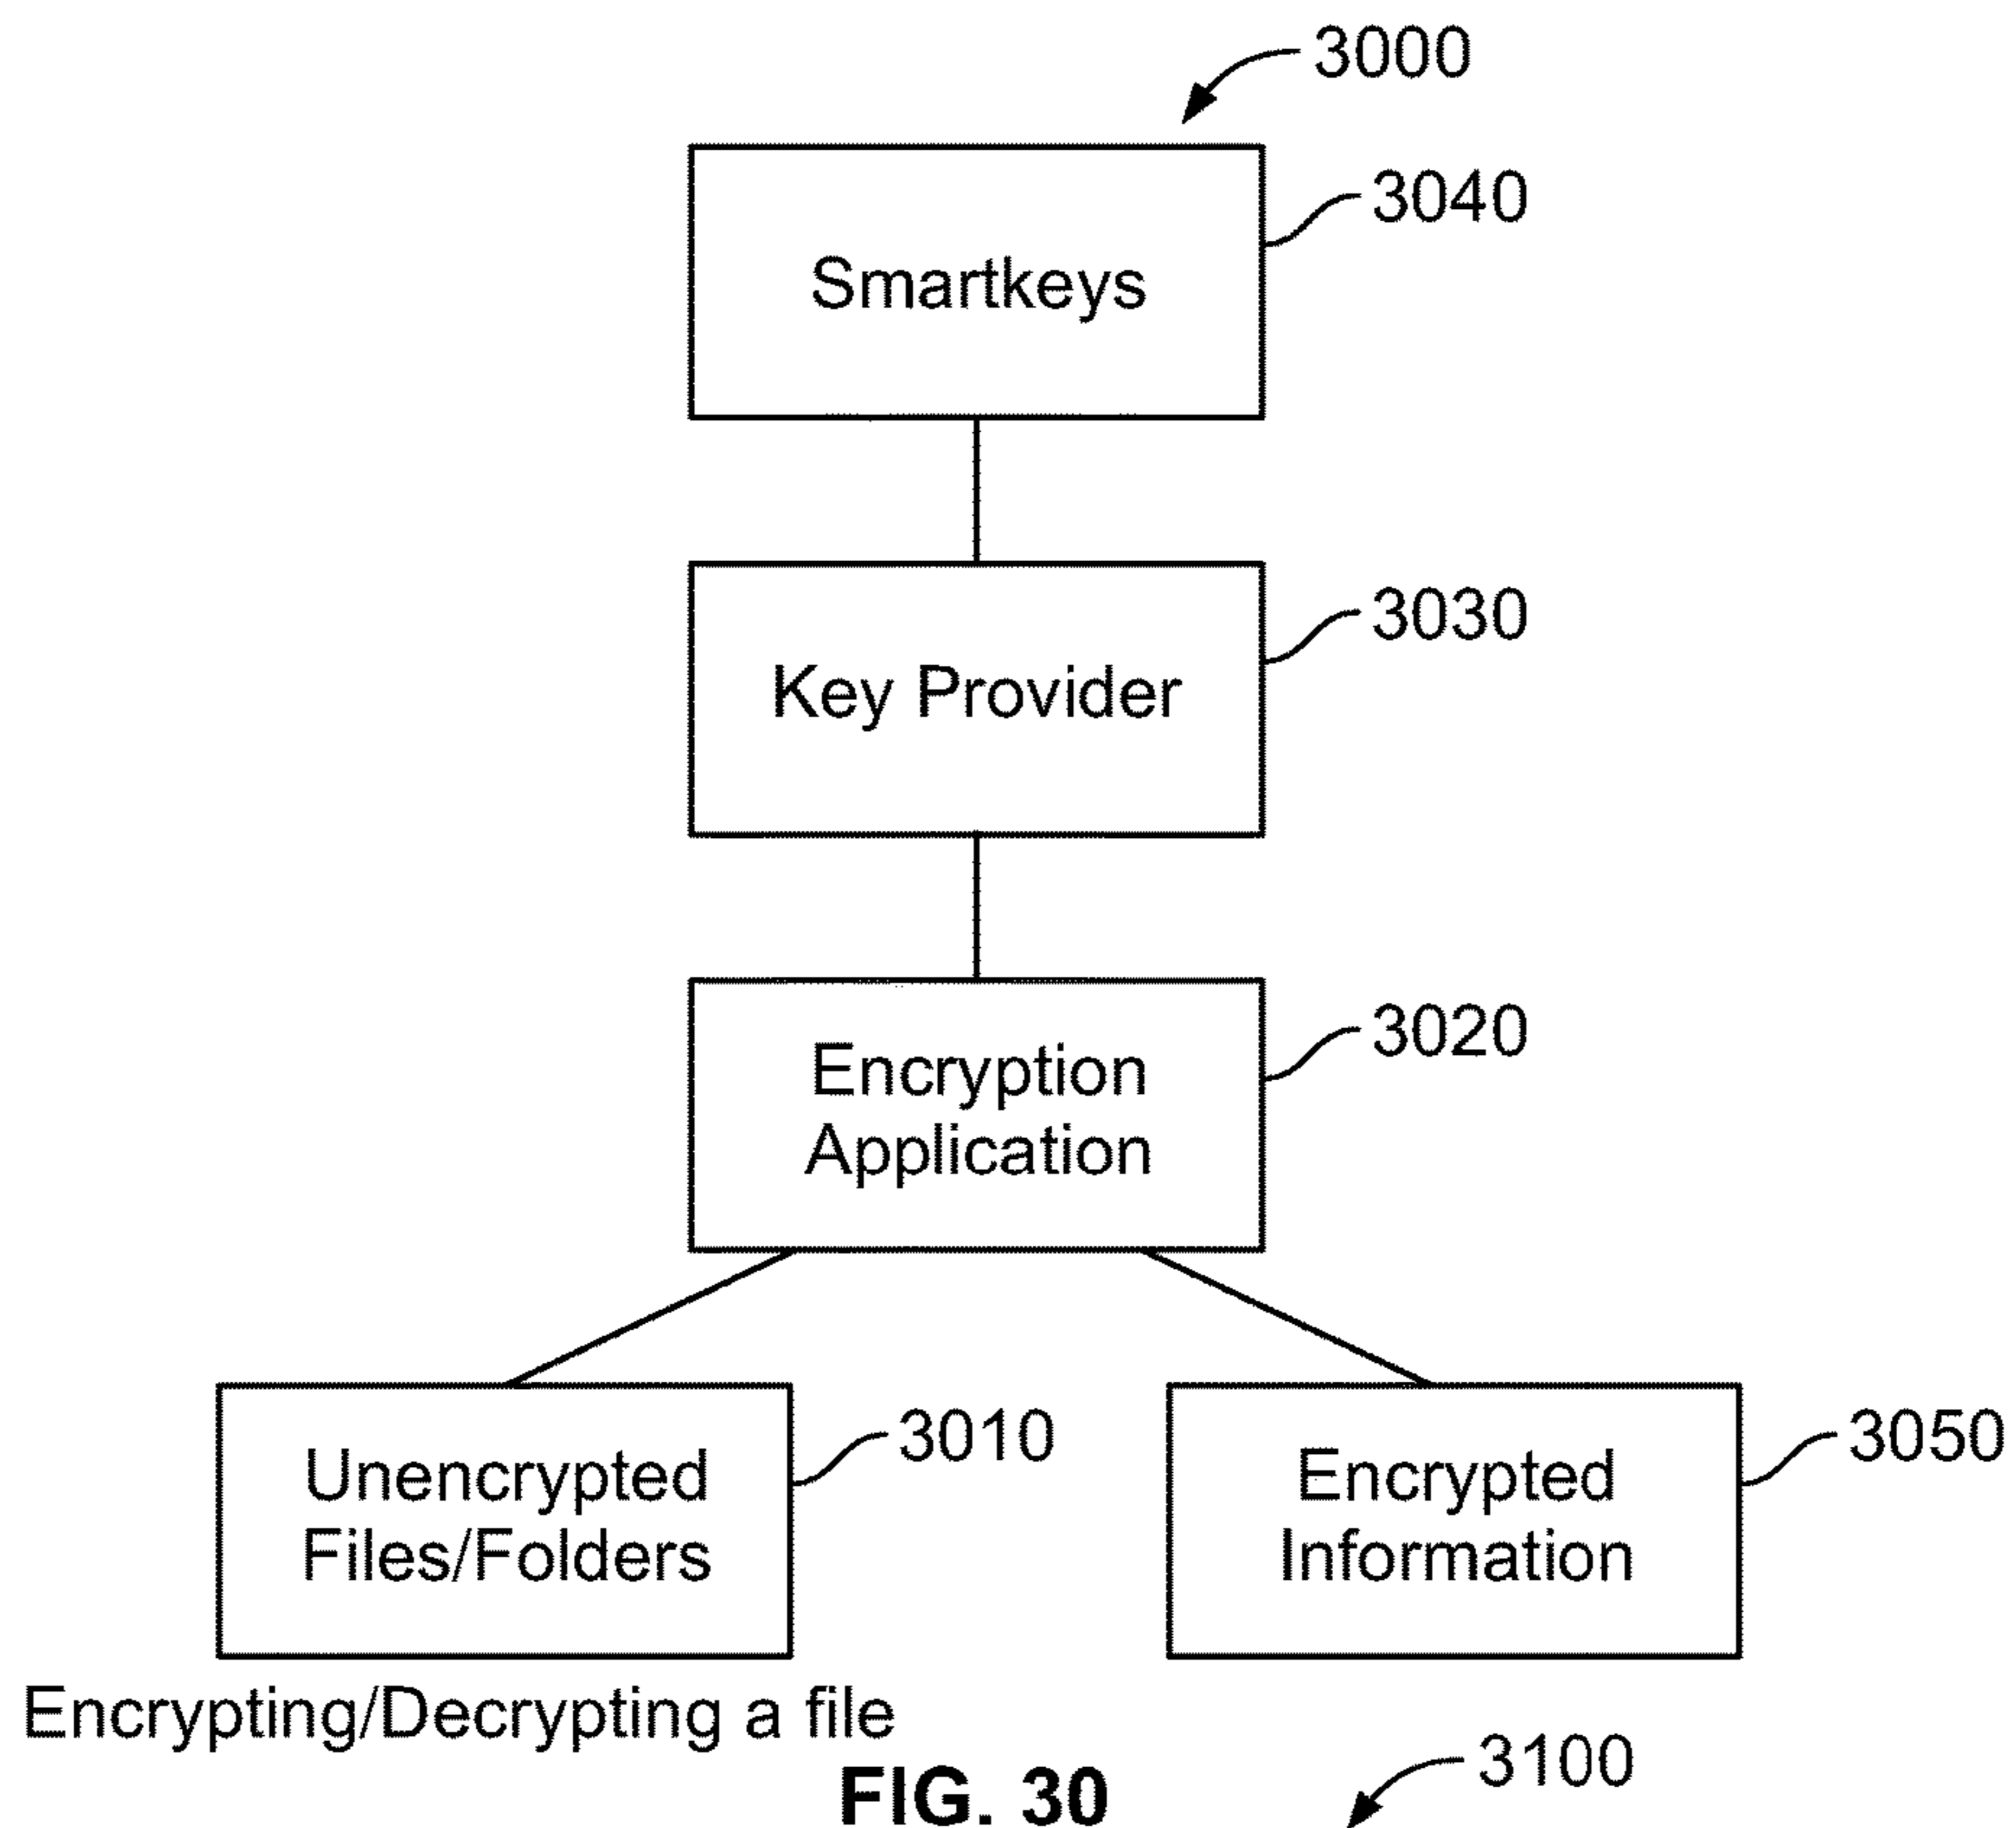 3000
3040
Smartkeys
3030
Key Provider
3020
Encryption
Application
3010
Unencrypted
Files/Folders
3050
Encrypted
Information
Encrypting/Decrypting a file
3100
FIG. 30